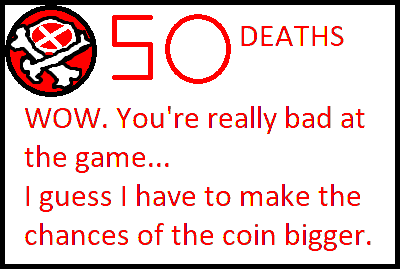 50 DEATHS
WOW. You're really bad at
the game...
I guess I have to make the
chances of the coin bigger.